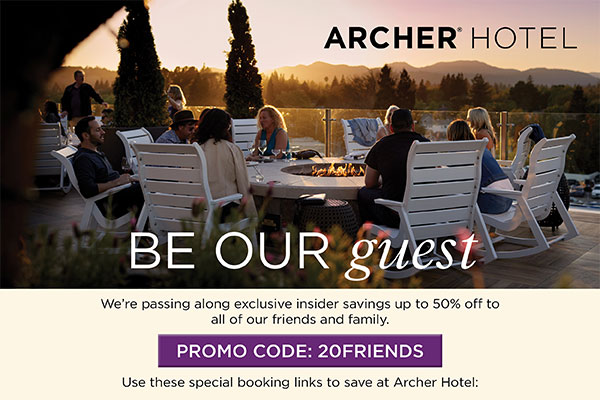 ARCHER® HOTEL
BE OUR guest
We're passing along exclusive insider savings up to 50% off to
all of our friends and family.
PROMO CODE: 20FRIENDS
Use these special booking links to save at Archer Hotel: